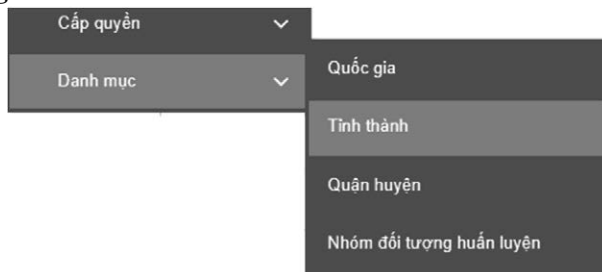 Cấp quyền
Danh mục
Quốc gia
Tỉnh thành
Quận huyện
Nhóm đối tượng huấn luyện